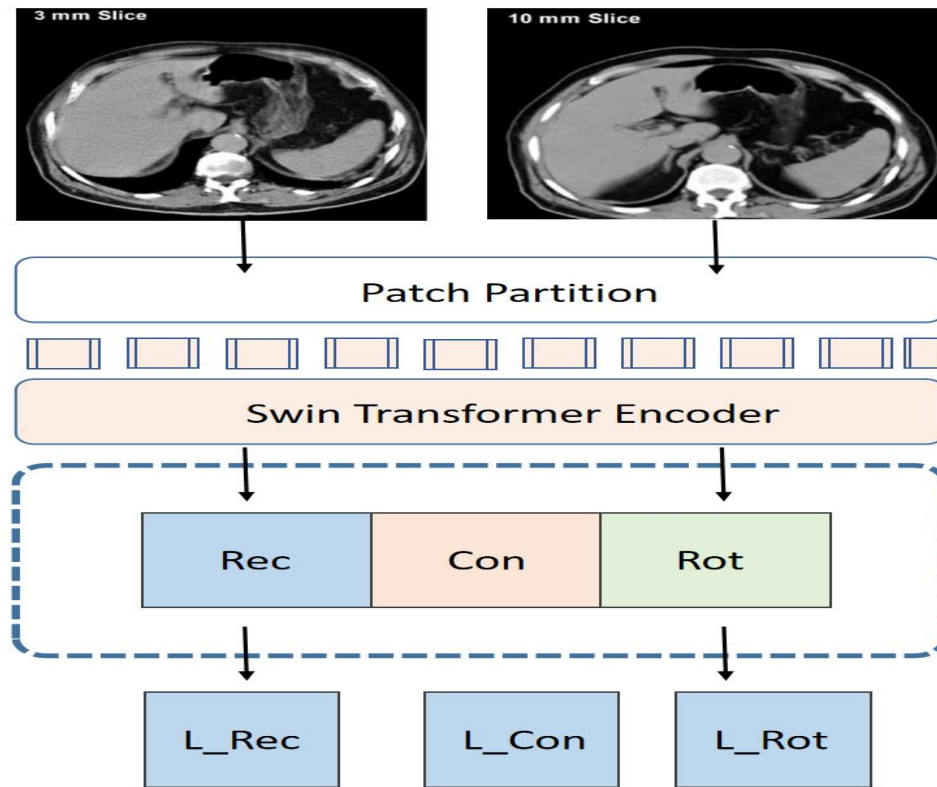 3 mm Slice
10 mm Slice
Patch Partition
Swin Transformer Encoder
Rec
Con
Rot
L_Rec
L_Con
L_Rot